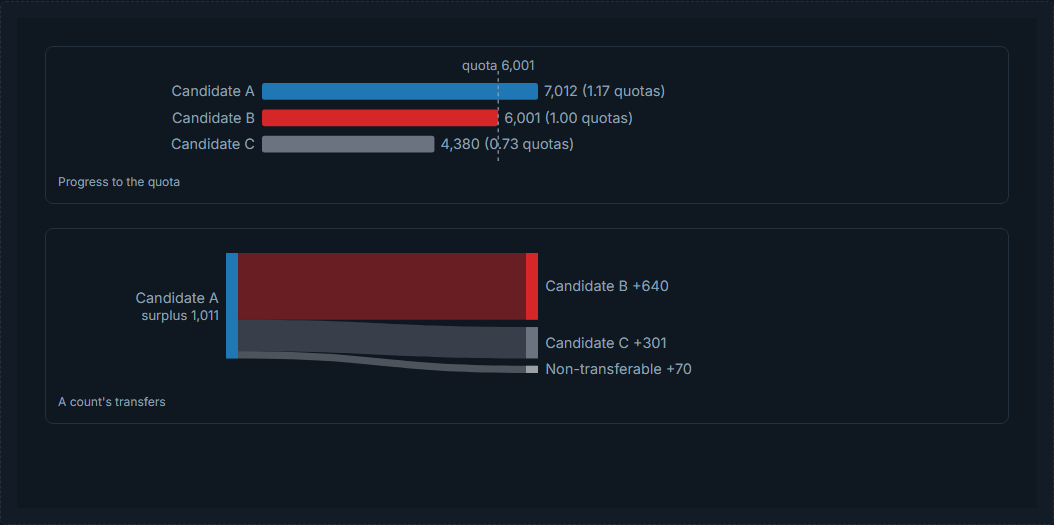 quota 6,001
Candidate A 7,012 (1.17 quotas)
Candidate B 6,001 (1.00 quotas)
Candidate C 4,380 (0.73 quotas)
Progress to the quota
Candidate B +640
Candidate A
surplus 1,011
Candidate C +301
Non-transferable +70
A count's transfers